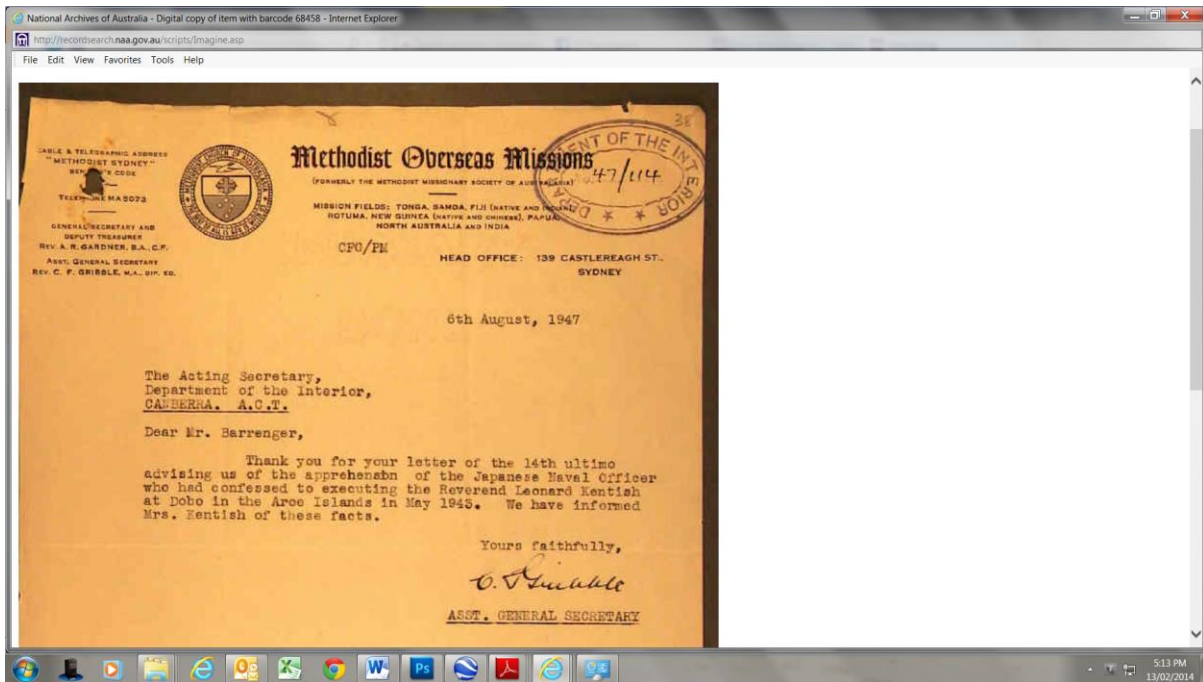 National Archives of Australia - Digital copy of item with barcode 68458 - Internet Explorer
http://recordsearch.naa.gov.au/scripts/Imagine.asp
File Edit View Favorites Tools Help
38
CABLE & TELEGRAPHIC ADDRESS
"METHODIST SYDNEY"
CODE
TELEPHONE MA 5073
GENERAL SECRETARY AND
DEPUTY TREASURER
REV. A. R. GARDNER, B.A., C.F.
ASST. GENERAL SECRETARY
REV. C. F. GRIBBLE, M.A., DIP. ED.
Methodist Overseas Missions
(FORMERLY THE METHODIST MISSIONARY SOCIETY OF AUSTRALASIA)
MISSION FIELDS: TONGA, SAMOA, FIJI (NATIVE AND INDIAN)
ROTUMA, NEW GUINEA (NATIVE AND CHINESE), PAPUA,
NORTH AUSTRALIA AND INDIA
DEPARTMENT OF THE INTERIOR
47/114
CFG/PM
HEAD OFFICE: 139 CASTLEREAGH ST.,
SYDNEY
6th August, 1947
The Acting Secretary,
Department of the Interior,
CANBERRA. A.C.T.
Dear Mr. Barrenger,
Thank you for your letter of the 14th ultimo
advising us of the apprehensbn of the Japanese Naval Officer
who had confessed to executing the Reverend Leonard Kentish
at Dobo in the Aroe Islands in May 1943. We have informed
Mrs. Kentish of these facts.
Yours faithfully,
ASST. GENERAL SECRETARY
5:13 PM
13/02/2014